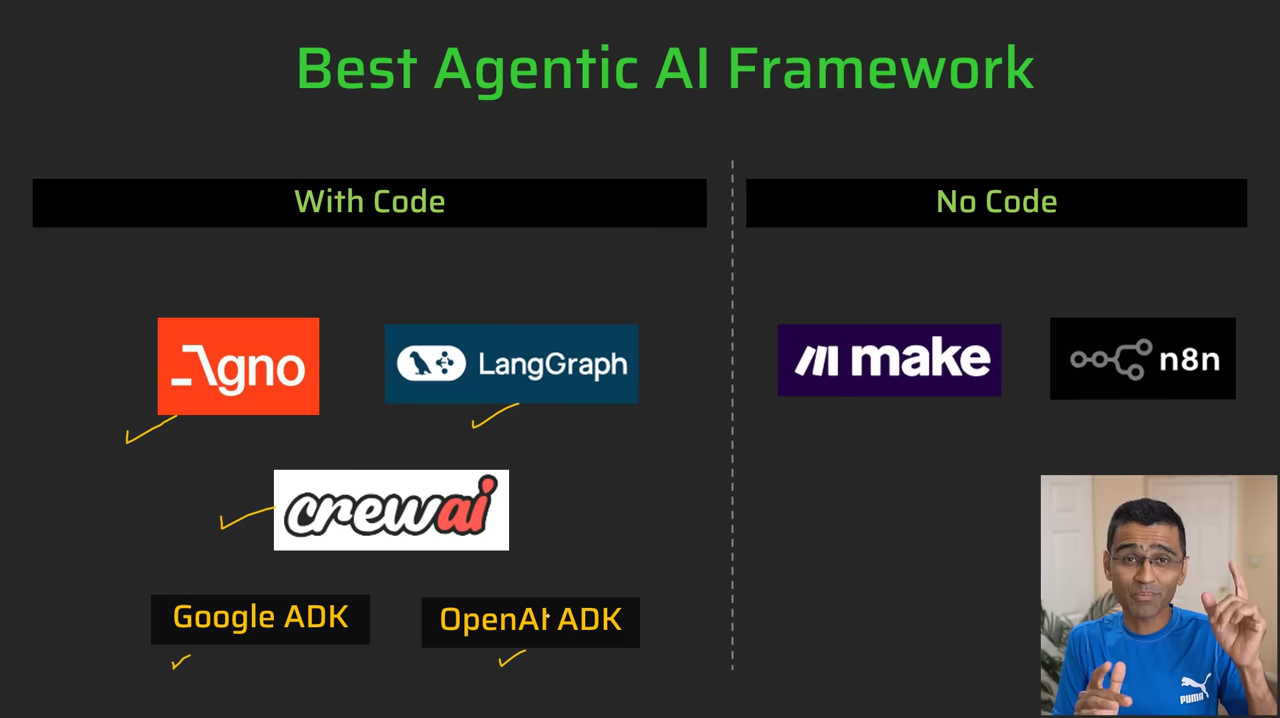 Best Agentic AI Framework
With Code
No Code
Agno
LangGraph
make
n8n
crewai
Google ADK
OpenAI ADK
PUMA